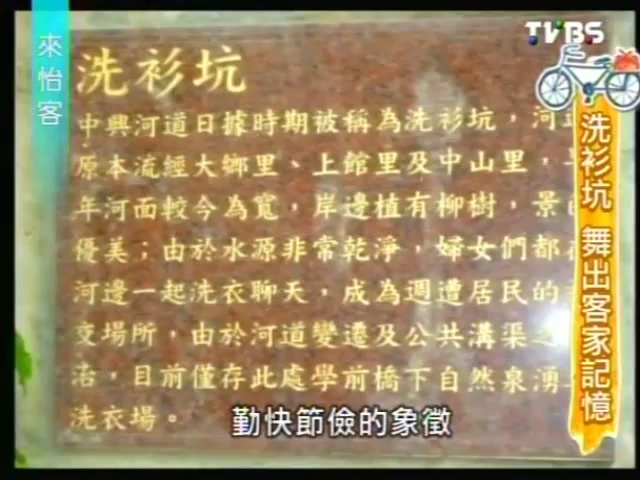 來怡客
TVBS
洗衫坑 舞出客家記憶
洗衫坑
中興河道日據時期被稱為洗衫坑，河
原本流經大鄉里、上館里及中山里，
年河面較今為寬，岸邊植有柳樹，景
優美；由於水源非常乾淨，婦女們都
河邊一起洗衣聊天，成為週遭居民的
交場所，由於河道變遷及公共溝渠
治，目前僅存此處學前橋下自然泉湧
洗衣場。
勤快節儉的象徵